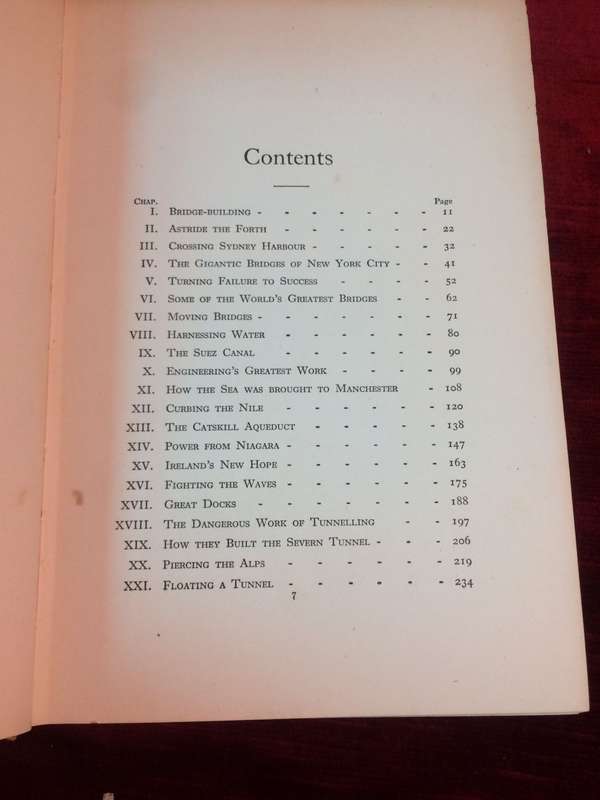 Contents
Chap. Page
I. Bridge-building - - - - - - - 11
II. Astride the Forth - - - - - - 22
III. Crossing Sydney Harbour - - - - - 32
IV. The Gigantic Bridges of New York City - - 41
V. Turning Failure to Success - - - - 52
VI. Some of the World's Greatest Bridges - - 62
VII. Moving Bridges - - - - - - - 71
VIII. Harnessing Water - - - - - - 80
IX. The Suez Canal - - - - - - 90
X. Engineering's Greatest Work - - - - 99
XI. How the Sea was brought to Manchester - 108
XII. Curbing the Nile - - - - - - 120
XIII. The Catskill Aqueduct - - - - - 138
XIV. Power from Niagara - - - - - - 147
XV. Ireland's New Hope - - - - - - 163
XVI. Fighting the Waves - - - - - - 175
XVII. Great Docks - - - - - - - 188
XVIII. The Dangerous Work of Tunnelling - - 197
XIX. How they Built the Severn Tunnel - - - 206
XX. Piercing the Alps - - - - - - 219
XXI. Floating a Tunnel - - - - - - 234
7